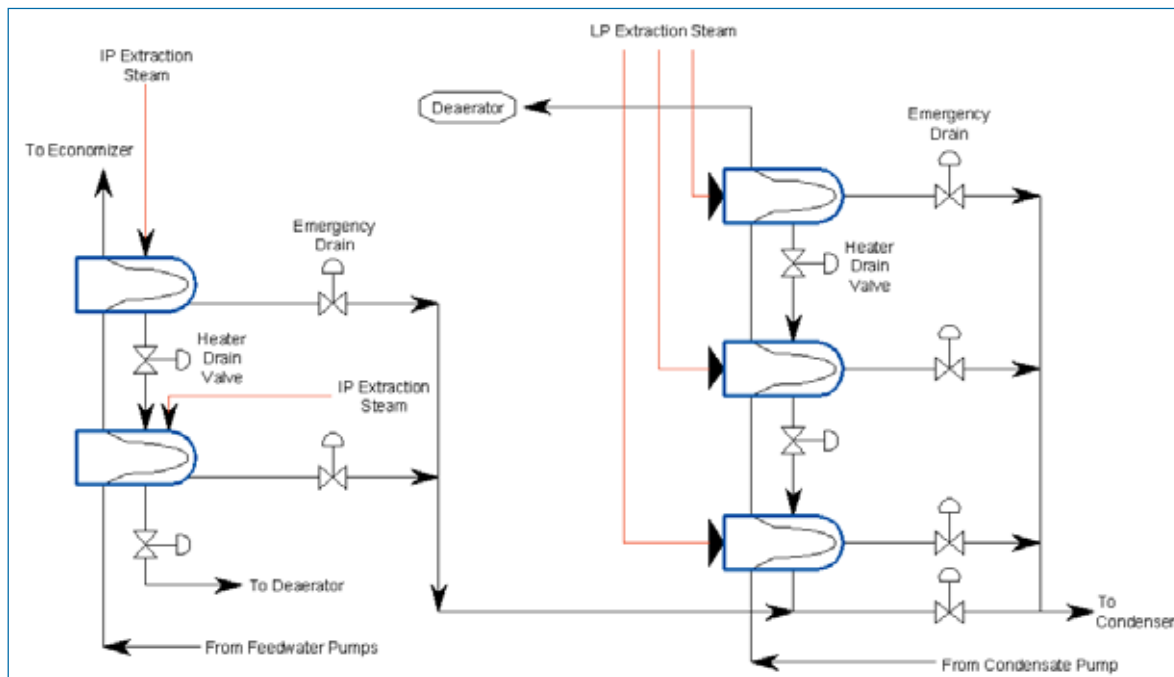 IP Extraction
Steam
To Economizer
Emergency
Drain
Heater
Drain
Valve
IP Extraction
Steam
To Deaerator
From Feedwater Pumps
LP Extraction Steam
Deaerator
Emergency
Drain
Heater
Drain
Valve
To
Condenser
From Condensate Pump